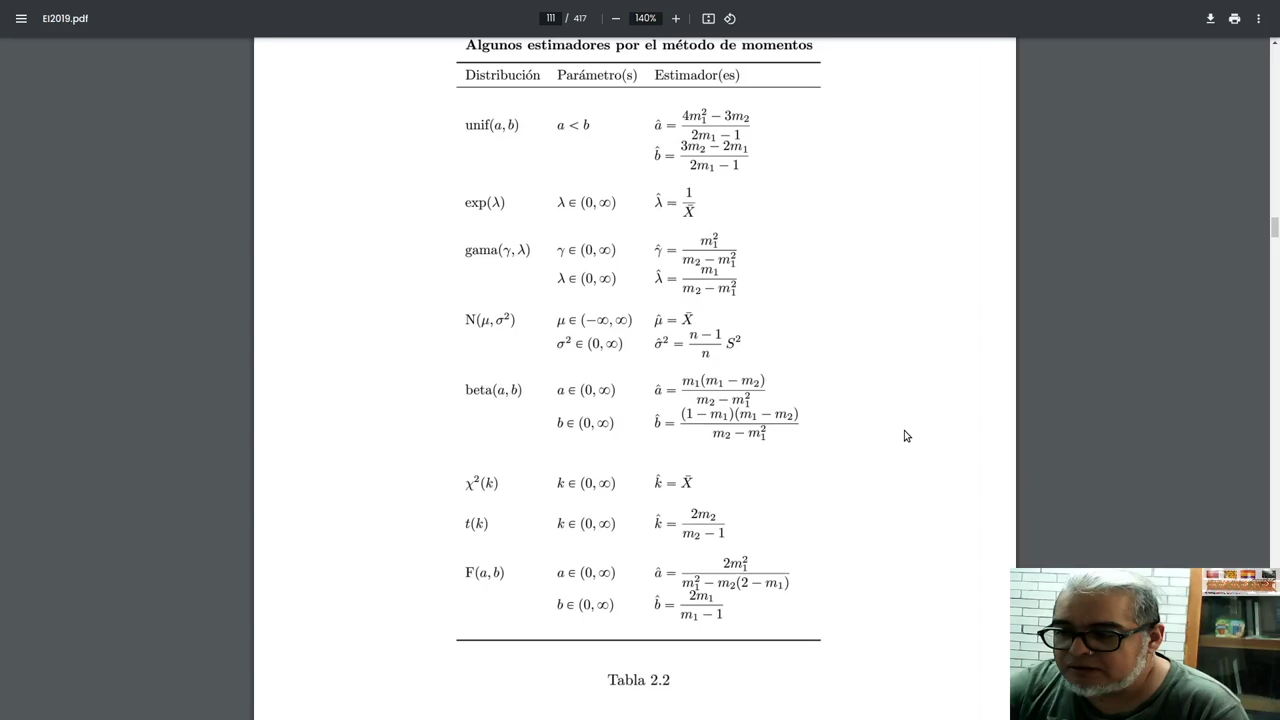 EI2019.pdf
111 / 417
140%
Algunos estimadores por el método de momentos
Distribución Parámetro(s) Estimador(es)
unif(a, b) a < b â = (4m₁² − 3m₂)/(2m₁ − 1)
b̂ = (3m₂ − 2m₁)/(2m₁ − 1)
exp(λ) λ ∈ (0, ∞) λ̂ = 1/X̄
gama(γ, λ) γ ∈ (0, ∞) γ̂ = m₁²/(m₂ − m₁²)
λ ∈ (0, ∞) λ̂ = m₁/(m₂ − m₁²)
N(μ, σ²) μ ∈ (−∞, ∞) μ̂ = X̄
σ² ∈ (0, ∞) σ̂² = (n − 1)/n S²
beta(a, b) a ∈ (0, ∞) â = m₁(m₁ − m₂)/(m₂ − m₁²)
b ∈ (0, ∞) b̂ = (1 − m₁)(m₁ − m₂)/(m₂ − m₁²)
χ²(k) k ∈ (0, ∞) k̂ = X̄
t(k) k ∈ (0, ∞) k̂ = 2m₂/(m₂ − 1)
F(a, b) a ∈ (0, ∞) â = 2m₁²/(m₁² − m₂(2 − m₁))
b ∈ (0, ∞) b̂ = 2m₁/(m₁ − 1)
Tabla 2.2